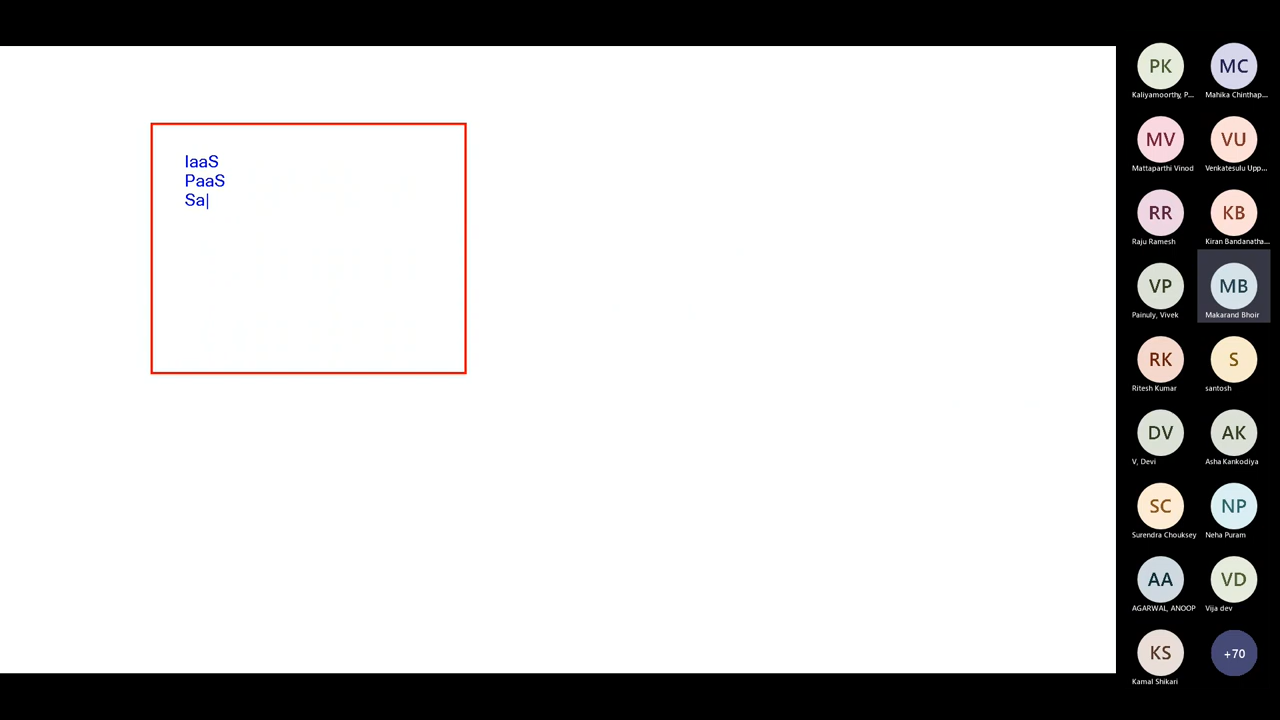 IaaS
PaaS
Sa
PK
MC
Kaliyamoorthy, P...
Mahika Chinthap...
MV
VU
Mattaparthi Vinod
Venkatesulu Upp...
RR
KB
Raju Ramesh
Kiran Bandanatha...
VP
MB
Painuly, Vivek
Makarand Bhoir
RK
S
Ritesh Kumar
santosh
DV
AK
V, Devi
Asha Kankodiya
SC
NP
Surendra Chouksey
Neha Puram
AA
VD
AGARWAL, ANOOP
Vija dev
KS
+70
Kamal Shikari